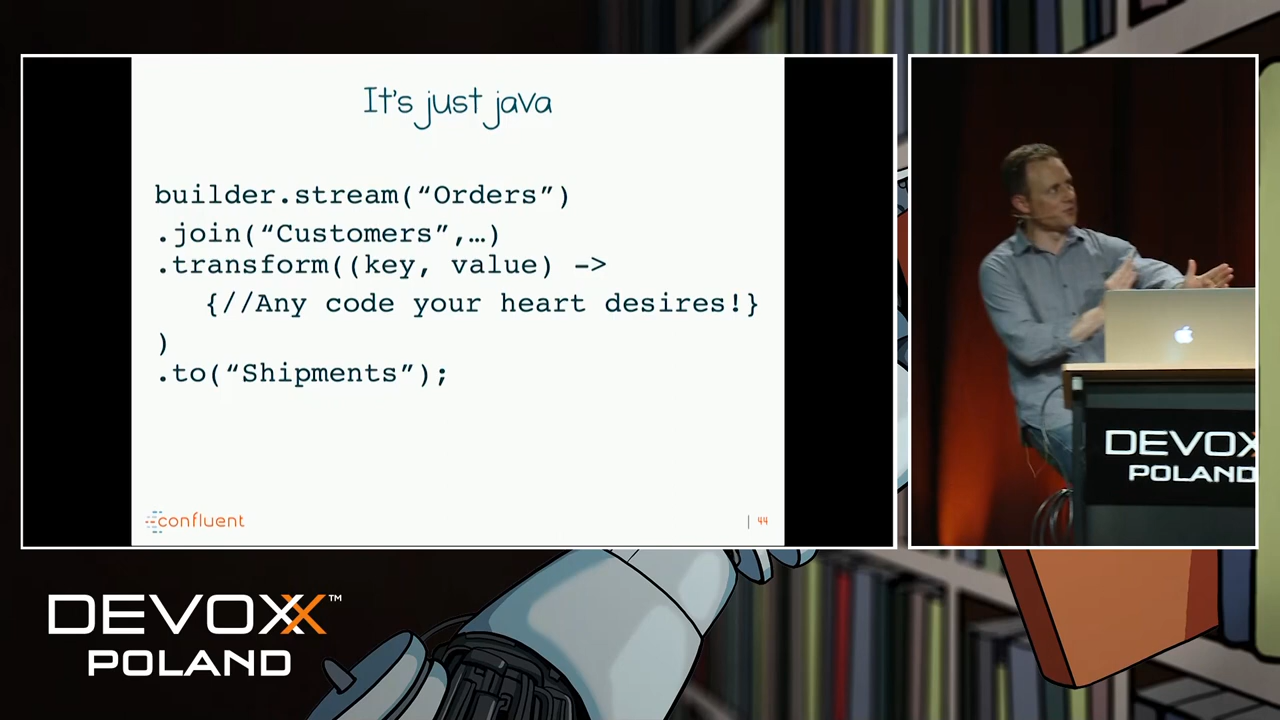 It's just java
builder.stream(“Orders”)
.join(“Customers”,…)
.transform((key, value) ->
{//Any code your heart desires!}
)
.to(“Shipments”);
confluent
| 44
DEVOXX
POLAND
DEVOXX™
POLAND